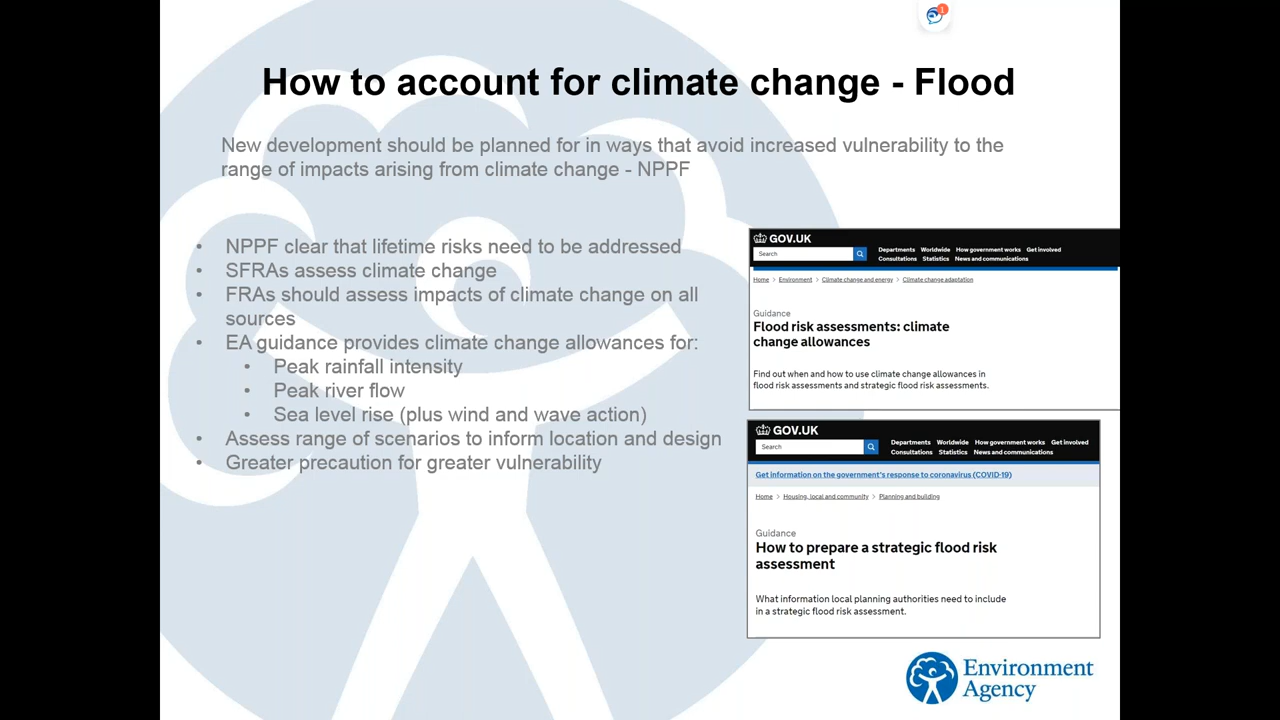 1
How to account for climate change - Flood
New development should be planned for in ways that avoid increased vulnerability to the
range of impacts arising from climate change - NPPF
• NPPF clear that lifetime risks need to be addressed
• SFRAs assess climate change
• FRAs should assess impacts of climate change on all
sources
• EA guidance provides climate change allowances for:
• Peak rainfall intensity
• Peak river flow
• Sea level rise (plus wind and wave action)
• Assess range of scenarios to inform location and design
• Greater precaution for greater vulnerability
GOV.UK
Search
Departments Worldwide How government works Get involved
Consultations Statistics News and communications
Home > Environment > Climate change and energy > Climate change adaptation
Guidance
Flood risk assessments: climate
change allowances
Find out when and how to use climate change allowances in
flood risk assessments and strategic flood risk assessments.
GOV.UK
Search
Departments Worldwide How government works Get involved
Consultations Statistics News and communications
Get information on the government's response to coronavirus (COVID-19)
Home > Housing, local and community > Planning and building
Guidance
How to prepare a strategic flood risk
assessment
What information local planning authorities need to include
in a strategic flood risk assessment.
Environment
Agency